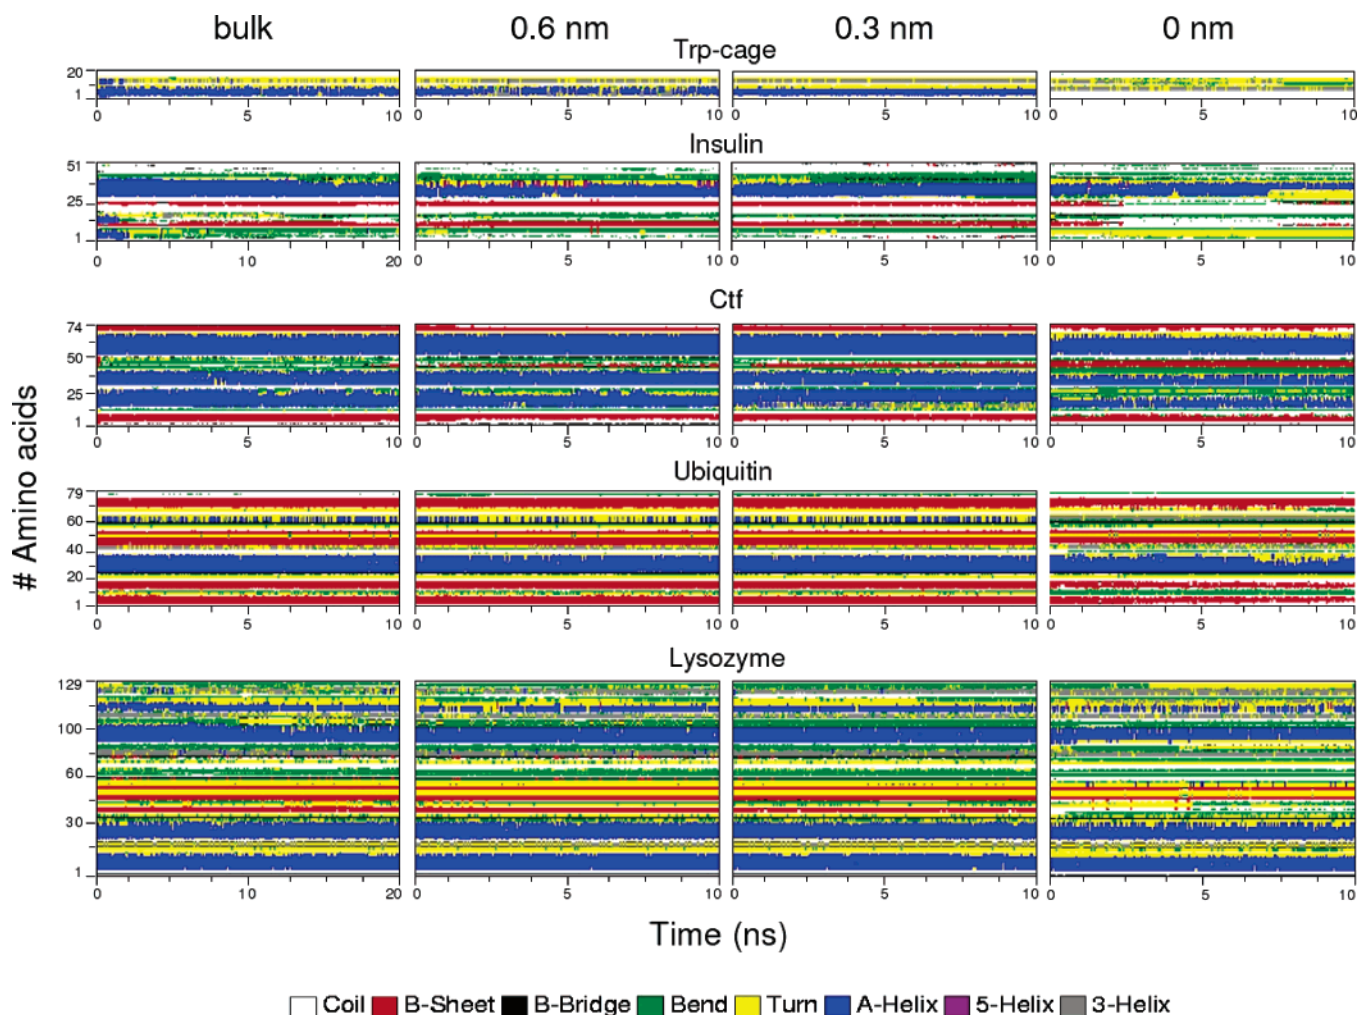 bulk 0.6 nm 0.3 nm 0 nm
Trp-cage
20
1
0 5 10 0 5 10 0 5 10 0 5 10
Insulin
51
25
1
0 10 20 0 5 10 0 5 10 0 5 10
Ctf
74
50
25
1
0 5 10 0 5 10 0 5 10 0 5 10
# Amino acids
Ubiquitin
79
60
40
20
1
0 5 10 0 5 10 0 5 10 0 5 10
Lysozyme
129
100
60
30
1
0 10 20 0 5 10 0 5 10 0 5 10
Time (ns)
Coil B-Sheet B-Bridge Bend Turn A-Helix 5-Helix 3-Helix